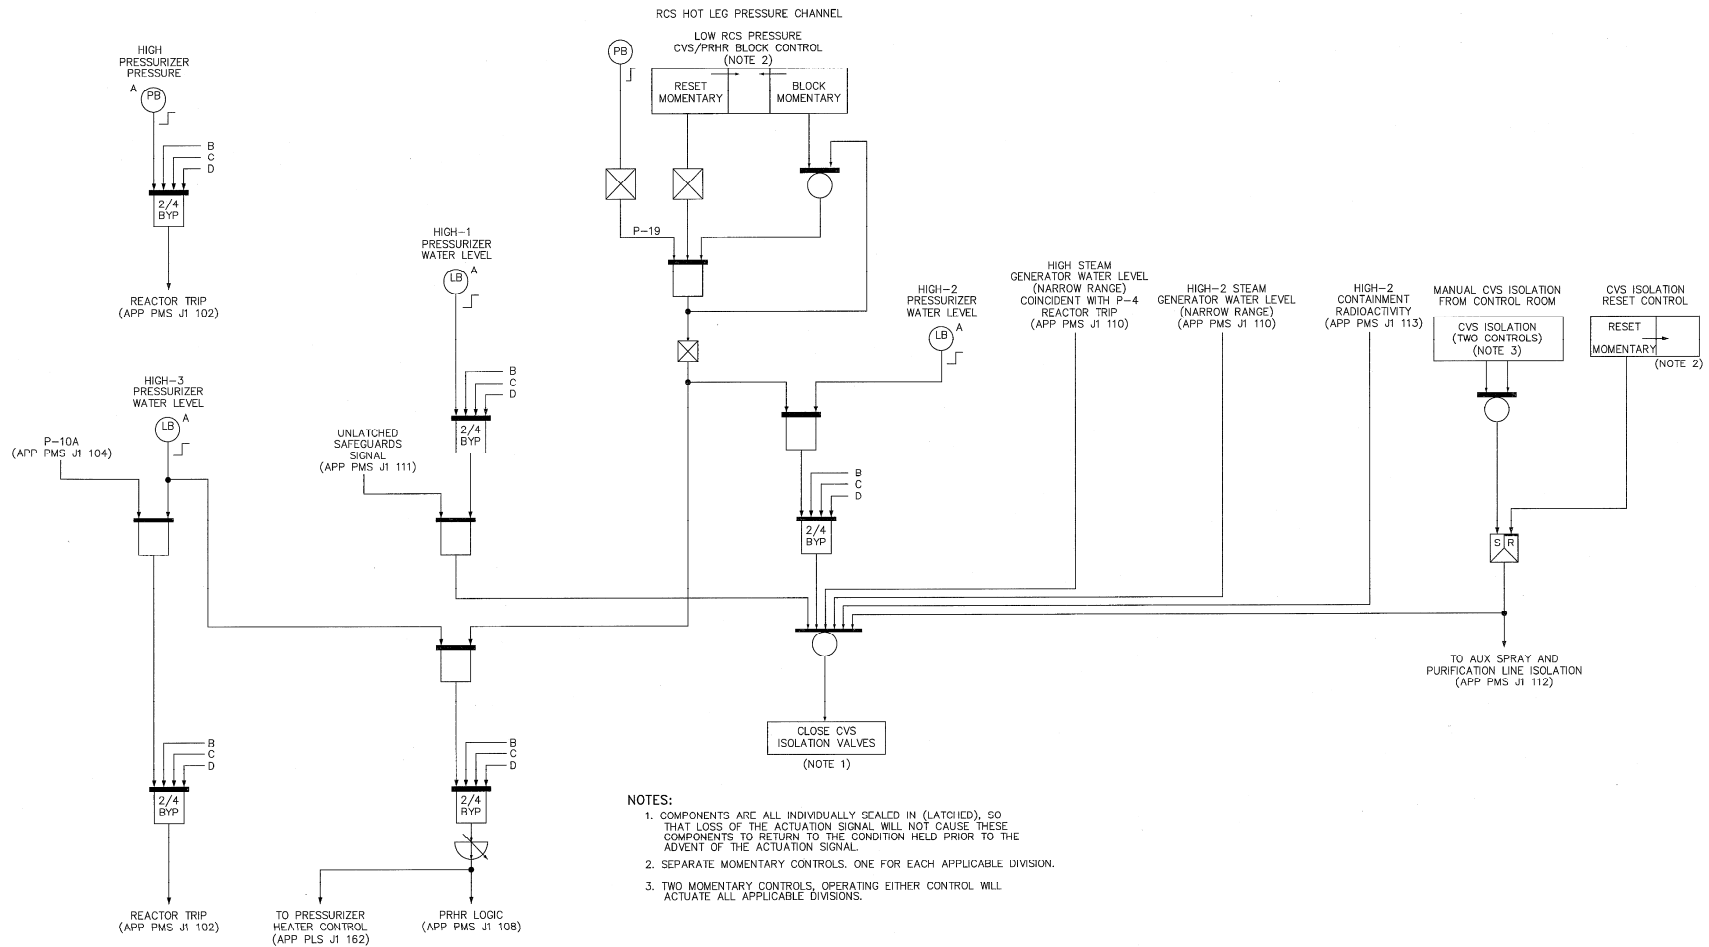 RCS HOT LEG PRESSURE CHANNEL
LOW RCS PRESSURE
CVS/PRHR BLOCK CONTROL
(NOTE 2)
PB
RESET
MOMENTARY
BLOCK
MOMENTARY
P-19
HIGH
PRESSURIZER
PRESSURE
A
PB
B
C
D
2/4
BYP
REACTOR TRIP
(APP PMS J1 102)
HIGH-3
PRESSURIZER
WATER LEVEL
LB
A
P-10A
(APP PMS J1 104)
B
C
D
2/4
BYP
REACTOR TRIP
(APP PMS J1 102)
HIGH-1
PRESSURIZER
WATER LEVEL
LB
A
B
C
D
2/4
BYP
UNLATCHED
SAFEGUARDS
SIGNAL
(APP PMS J1 111)
B
C
D
2/4
BYP
TO PRESSURIZER
HEATER CONTROL
(APP PLS J1 162)
PRHR LOGIC
(APP PMS J1 108)
HIGH-2
PRESSURIZER
WATER LEVEL
LB
A
B
C
D
2/4
BYP
HIGH STEAM
GENERATOR WATER LEVEL
(NARROW RANGE)
COINCIDENT WITH P-4
REACTOR TRIP
(APP PMS J1 110)
HIGH-2 STEAM
GENERATOR WATER LEVEL
(NARROW RANGE)
(APP PMS J1 110)
HIGH-2
CONTAINMENT
RADIOACTIVITY
(APP PMS J1 113)
MANUAL CVS ISOLATION
FROM CONTROL ROOM
CVS ISOLATION
(TWO CONTROLS)
(NOTE 3)
CVS ISOLATION
RESET CONTROL
RESET
MOMENTARY
(NOTE 2)
S R
TO AUX SPRAY AND
PURIFICATION LINE ISOLATION
(APP PMS J1 112)
CLOSE CVS
ISOLATION VALVES
(NOTE 1)
NOTES:
1. COMPONENTS ARE ALL INDIVIDUALLY SEALED IN (LATCHED), SO
THAT LOSS OF THE ACTUATION SIGNAL WILL NOT CAUSE THESE
COMPONENTS TO RETURN TO THE CONDITION HELD PRIOR TO THE
ADVENT OF THE ACTUATION SIGNAL.
2. SEPARATE MOMENTARY CONTROLS. ONE FOR EACH APPLICABLE DIVISION.
3. TWO MOMENTARY CONTROLS, OPERATING EITHER CONTROL WILL
ACTUATE ALL APPLICABLE DIVISIONS.